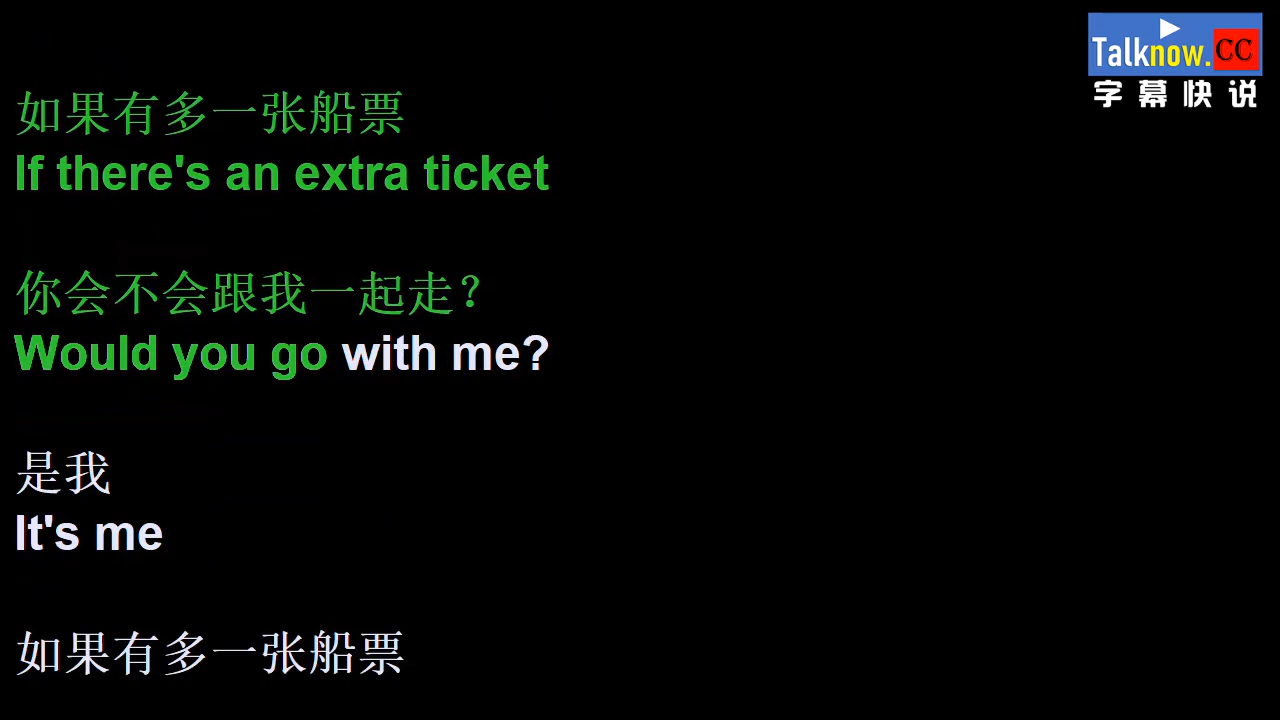 Talknow.CC
字幕快说
如果有多一张船票
If there's an extra ticket
你会不会跟我一起走?
Would you go with me?
是我
It's me
如果有多一张船票